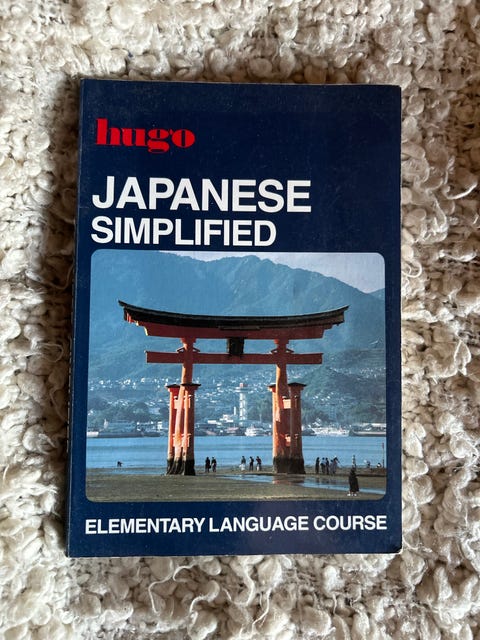 hugo
JAPANESE
SIMPLIFIED
ELEMENTARY LANGUAGE COURSE